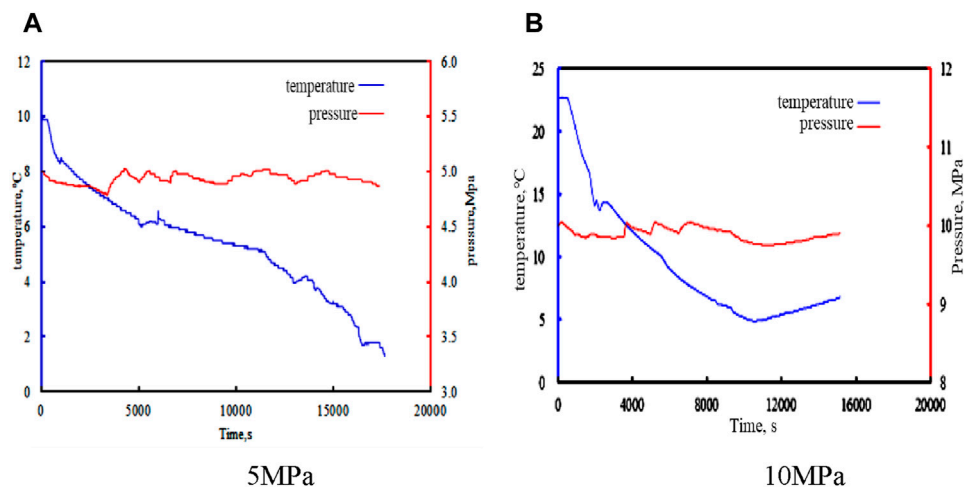 A
B
12
10
8
6
4
2
0
temperature,℃
temperature
pressure
6.0
5.5
5.0
4.5
4.0
3.5
3.0
pressure,Mpa
0 5000 10000 15000 20000
Time,s
5MPa
25
20
15
10
5
0
temperature,℃
temperature
pressure
12
11
10
9
8
Pressure, MPa
0 4000 8000 12000 16000 20000
Time, s
10MPa